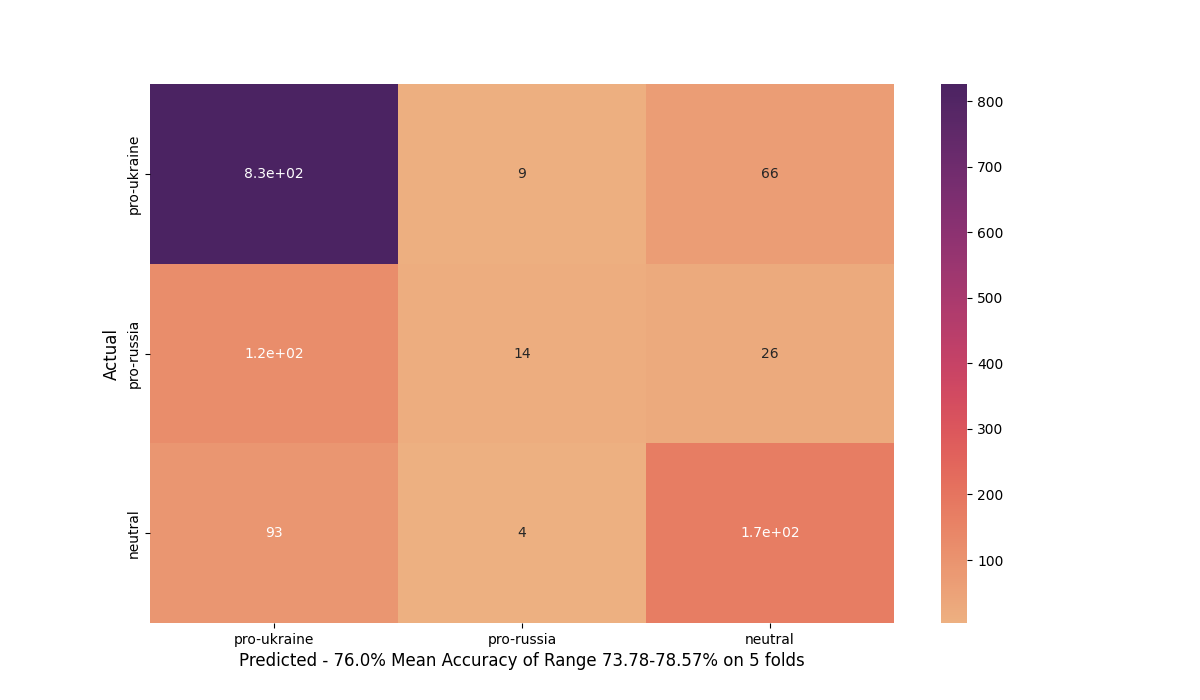 pro-ukraine
8.3e+02
9
66
Actual
pro-russia
1.2e+02
14
26
neutral
93
4
1.7e+02
pro-ukraine
pro-russia
neutral
Predicted - 76.0% Mean Accuracy of Range 73.78-78.57% on 5 folds
800
700
600
500
400
300
200
100